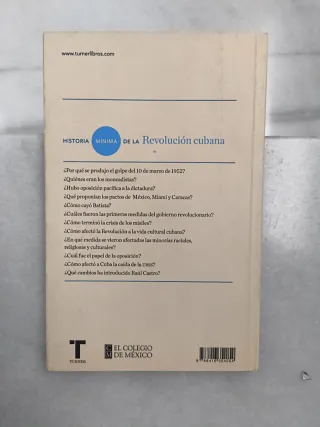 www.turnerlibros.com
HISTORIA MÍNIMA DE LA Revolución cubana
¿Por qué se produjo el golpe del 10 de marzo de 1952?
¿Quiénes eran los moncadistas?
¿Hubo oposición pacífica a la dictadura?
¿Qué proponían los pactos de México, Miami y Caracas?
¿Cómo cayó Batista?
¿Cuáles fueron las primeras medidas del gobierno revolucionario?
¿Cómo terminó la crisis de los misiles?
¿Cómo afectó la Revolución a la vida cultural cubana?
¿En qué medida se vieron afectadas las minorías raciales,
religiosas y culturales?
¿Cuál fue el papel de la oposición?
¿Cómo afectó a Cuba la caída de la URSS?
¿Qué cambios ha introducido Raúl Castro?
T
TURNER
CM
EL COLEGIO
DE MÉXICO